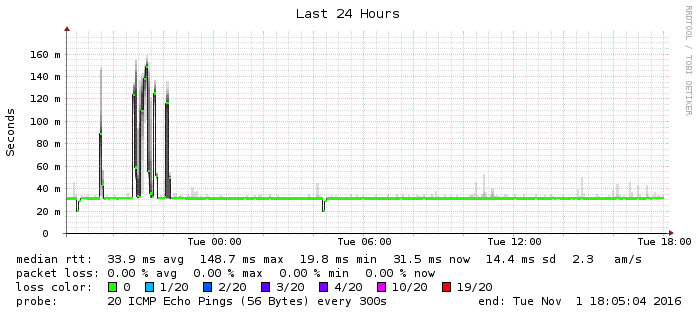 Last 24 Hours
RRDTOOL / TOBI OETIKER
Seconds
160 m
140 m
120 m
100 m
80 m
60 m
40 m
20 m
0
Tue 00:00 Tue 06:00 Tue 12:00 Tue 18:00
median rtt: 33.9 ms avg 148.7 ms max 19.8 ms min 31.5 ms now 14.4 ms sd 2.3 am/s
packet loss: 0.00 % avg 0.00 % max 0.00 % min 0.00 % now
loss color: 0 1/20 2/20 3/20 4/20 10/20 19/20
probe: 20 ICMP Echo Pings (56 Bytes) every 300s end: Tue Nov 1 18:05:04 2016